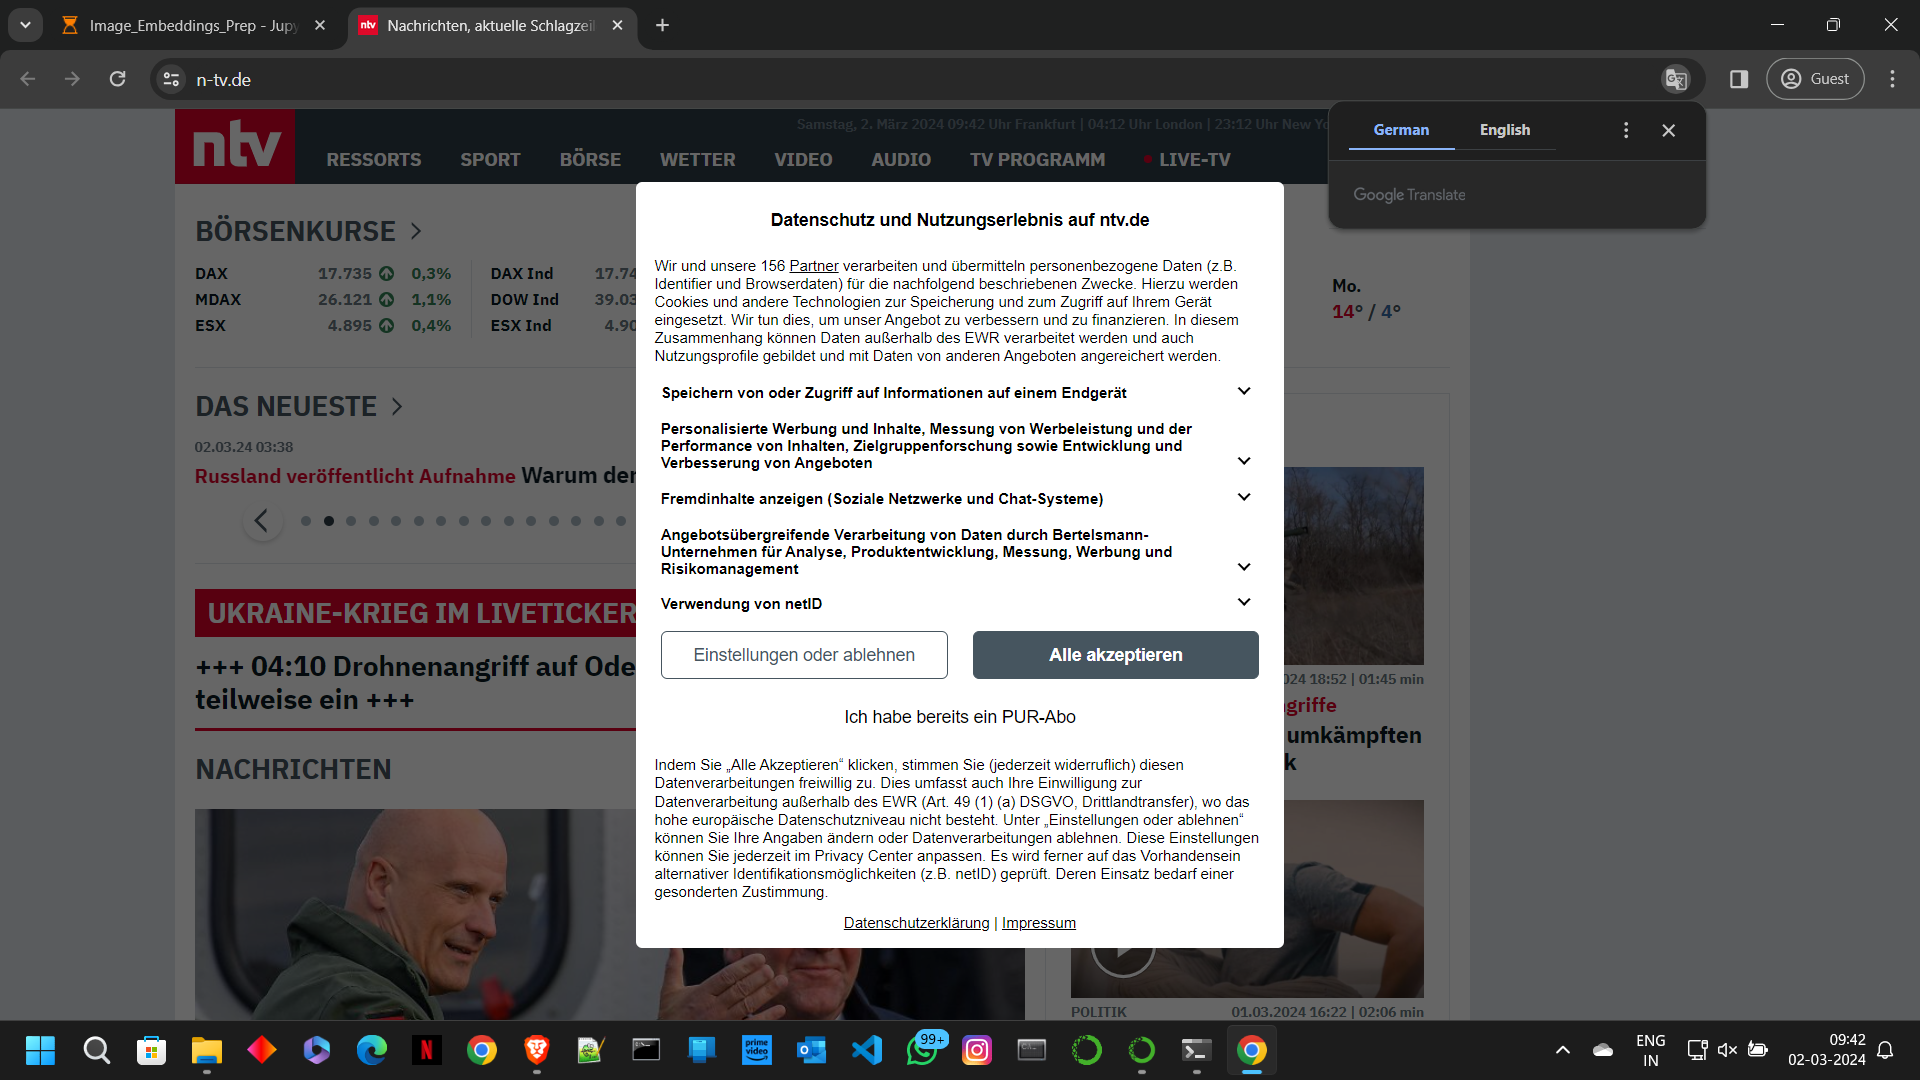 Image_Embeddings_Prep - Jupy
Nachrichten, aktuelle Schlagzeil
n-tv.de
Guest
German English
Google Translate
ntv
Samstag, 2. März 2024 09:42 Uhr Frankfurt | 04:12 Uhr London | 23:12 Uhr New Yo
RESSORTS SPORT BÖRSE WETTER VIDEO AUDIO TV PROGRAMM LIVE-TV
BÖRSENKURSE
DAX 17.735 0,3% DAX Ind 17.74
MDAX 26.121 1,1% DOW Ind 39.03
ESX 4.895 0,4% ESX Ind 4.90
Mo.
14° / 4°
DAS NEUESTE
02.03.24 03:38
Russland veröffentlicht Aufnahme Warum der
UKRAINE-KRIEG IM LIVETICKER
+++ 04:10 Drohnenangriff auf Ode
teilweise ein +++
NACHRICHTEN
Datenschutz und Nutzungserlebnis auf ntv.de
Wir und unsere 156 Partner verarbeiten und übermitteln personenbezogene Daten (z.B.
Identifier und Browserdaten) für die nachfolgend beschriebenen Zwecke. Hierzu werden
Cookies und andere Technologien zur Speicherung und zum Zugriff auf Ihrem Gerät
eingesetzt. Wir tun dies, um unser Angebot zu verbessern und zu finanzieren. In diesem
Zusammenhang können Daten außerhalb des EWR verarbeitet werden und auch
Nutzungsprofile gebildet und mit Daten von anderen Angeboten angereichert werden.
Speichern von oder Zugriff auf Informationen auf einem Endgerät
Personalisierte Werbung und Inhalte, Messung von Werbeleistung und der
Performance von Inhalten, Zielgruppenforschung sowie Entwicklung und
Verbesserung von Angeboten
Fremdinhalte anzeigen (Soziale Netzwerke und Chat-Systeme)
Angebotsübergreifende Verarbeitung von Daten durch Bertelsmann-
Unternehmen für Analyse, Produktentwicklung, Messung, Werbung und
Risikomanagement
Verwendung von netID
Einstellungen oder ablehnen
Alle akzeptieren
Ich habe bereits ein PUR-Abo
Indem Sie „Alle Akzeptieren“ klicken, stimmen Sie (jederzeit widerruflich) diesen
Datenverarbeitungen freiwillig zu. Dies umfasst auch Ihre Einwilligung zur
Datenverarbeitung außerhalb des EWR (Art. 49 (1) (a) DSGVO, Drittlandtransfer), wo das
hohe europäische Datenschutzniveau nicht besteht. Unter „Einstellungen oder ablehnen“
können Sie Ihre Angaben ändern oder Datenverarbeitungen ablehnen. Diese Einstellungen
können Sie jederzeit im Privacy Center anpassen. Es wird ferner auf das Vorhandensein
alternativer Identifikationsmöglichkeiten (z.B. netID) geprüft. Deren Einsatz bedarf einer
gesonderten Zustimmung.
Datenschutzerklärung | Impressum
024 18:52 | 01:45 min
griffe
umkämpften
k
POLITIK 01.03.2024 16:22 | 02:06 min
prime video
99+
ENG
IN
09:42
02-03-2024